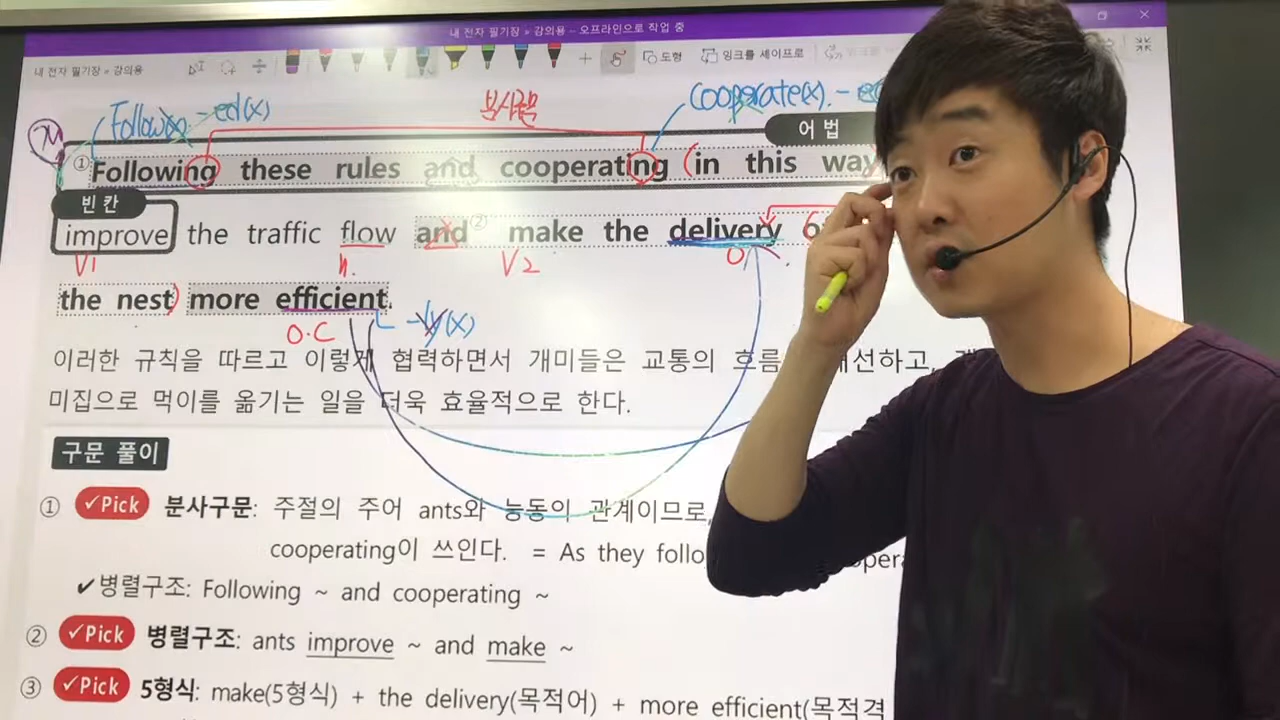 내 전자 필기장 » 강의용 – 오프라인으로 작업 중
내 전자 필기장 » 강의용
도형 잉크를 셰이프로
Follow(x) -ed(x) 분사구문 Cooperate(x). -ed
어 법
① Following these rules and cooperating (in this way
빈 칸
improve the traffic flow and ② make the delivery
V1 n. V2 O
the nest) more efficient.
O·C -ly(x)
이러한 규칙을 따르고 이렇게 협력하면서 개미들은 교통의 흐름 개선하고,
미집으로 먹이를 옮기는 일을 더욱 효율적으로 한다.
구문 풀이
① ✓Pick 분사구문: 주절의 주어 ants와 능동의 관계이므로,
cooperating이 쓰인다. = As they follo
✔병렬구조: Following ~ and cooperating ~
② ✓Pick 병렬구조: ants improve ~ and make ~
③ ✓Pick 5형식: make(5형식) + the delivery(목적어) + more efficient(목적격